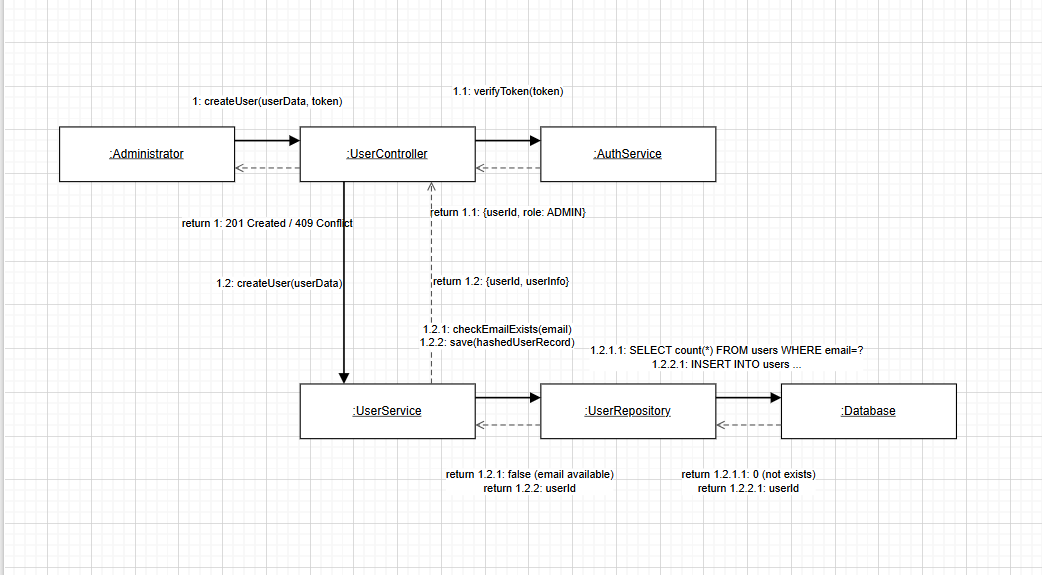 1.1: verifyToken(token)
1: createUser(userData, token)
:Administrator
:UserController
:AuthService
return 1.1: {userId, role: ADMIN}
return 1: 201 Created / 409 Conflict
1.2: createUser(userData)
return 1.2: {userId, userInfo}
1.2.1: checkEmailExists(email)
1.2.2: save(hashedUserRecord)
1.2.1.1: SELECT count(*) FROM users WHERE email=?
1.2.2.1: INSERT INTO users ...
:UserService
:UserRepository
:Database
return 1.2.1: false (email available)
return 1.2.2: userId
return 1.2.1.1: 0 (not exists)
return 1.2.2.1: userId